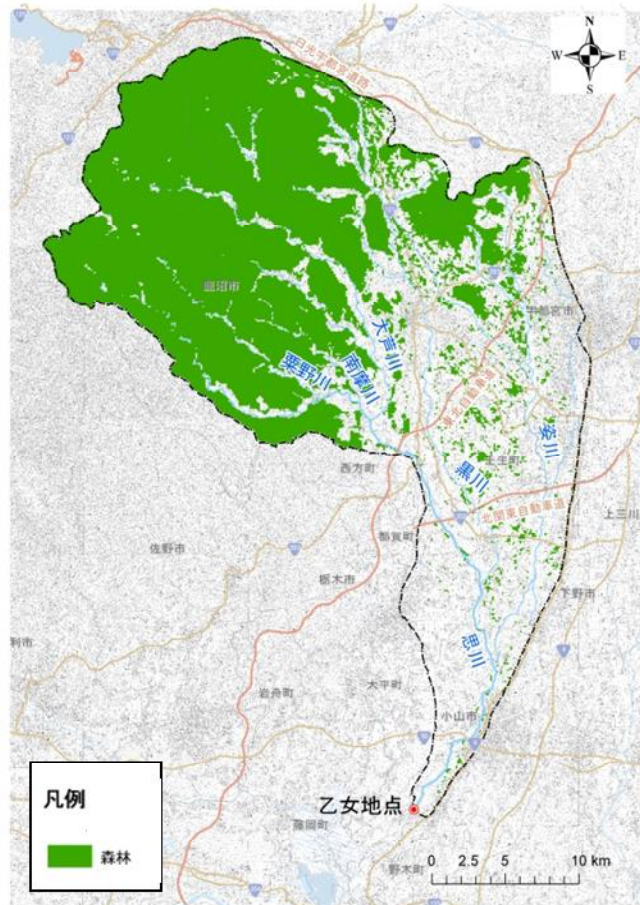 N
W E
S
日光宇都宮道路
鹿沼市
宇都宮市
大芦川
南摩川
粟野川
東北自動車道
姿川
黒川
壬生町
西方町
北関東自動車道
上三川
都賀町
佐野市
栃木市
下野市
利市
思川
大平町
岩舟町
小山市
乙女地点
藤岡町
野木町
凡例
森林
0 2.5 5 10 km